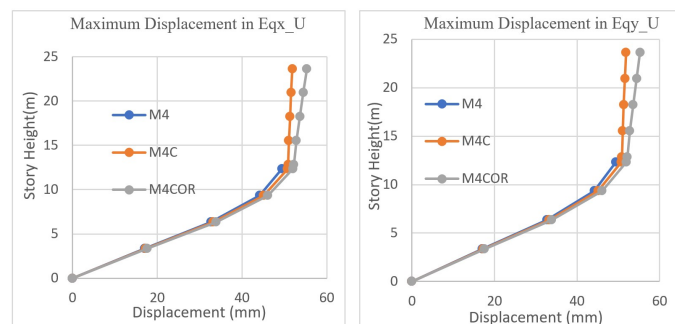 Maximum Displacement in Eqx_U
25
20
15
10
5
0
Story Height(m)
M4
M4C
M4COR
0 20 40 60
Displacement (mm)
Maximum Displacement in Eqy_U
25
20
15
10
5
0
Story Height(m)
M4
M4C
M4COR
0 20 40 60
Displacement (mm)